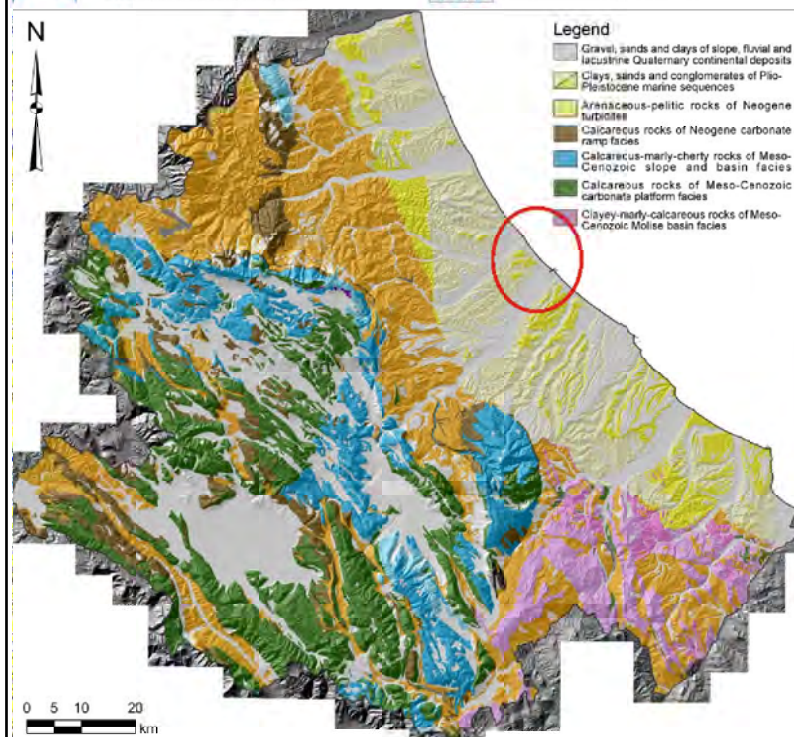 N
Legend
Gravel, sands and clays of slope, fluvial and
lacustrine Quaternary continental deposits
Clays, sands and conglomerates of Plio-
Pleistocene marine sequences
Arenaceous-pelitic rocks of Neogene
turbidites
Calcareous rocks of Neogene carbonate
ramp facies
Calcareous-marly-cherty rocks of Meso-
Cenozoic slope and basin facies
Calcareous rocks of Meso-Cenozoic
carbonate platform facies
Clayey-marly-calcareous rocks of Meso-
Cenozoic Molise basin facies
0 5 10 20
km